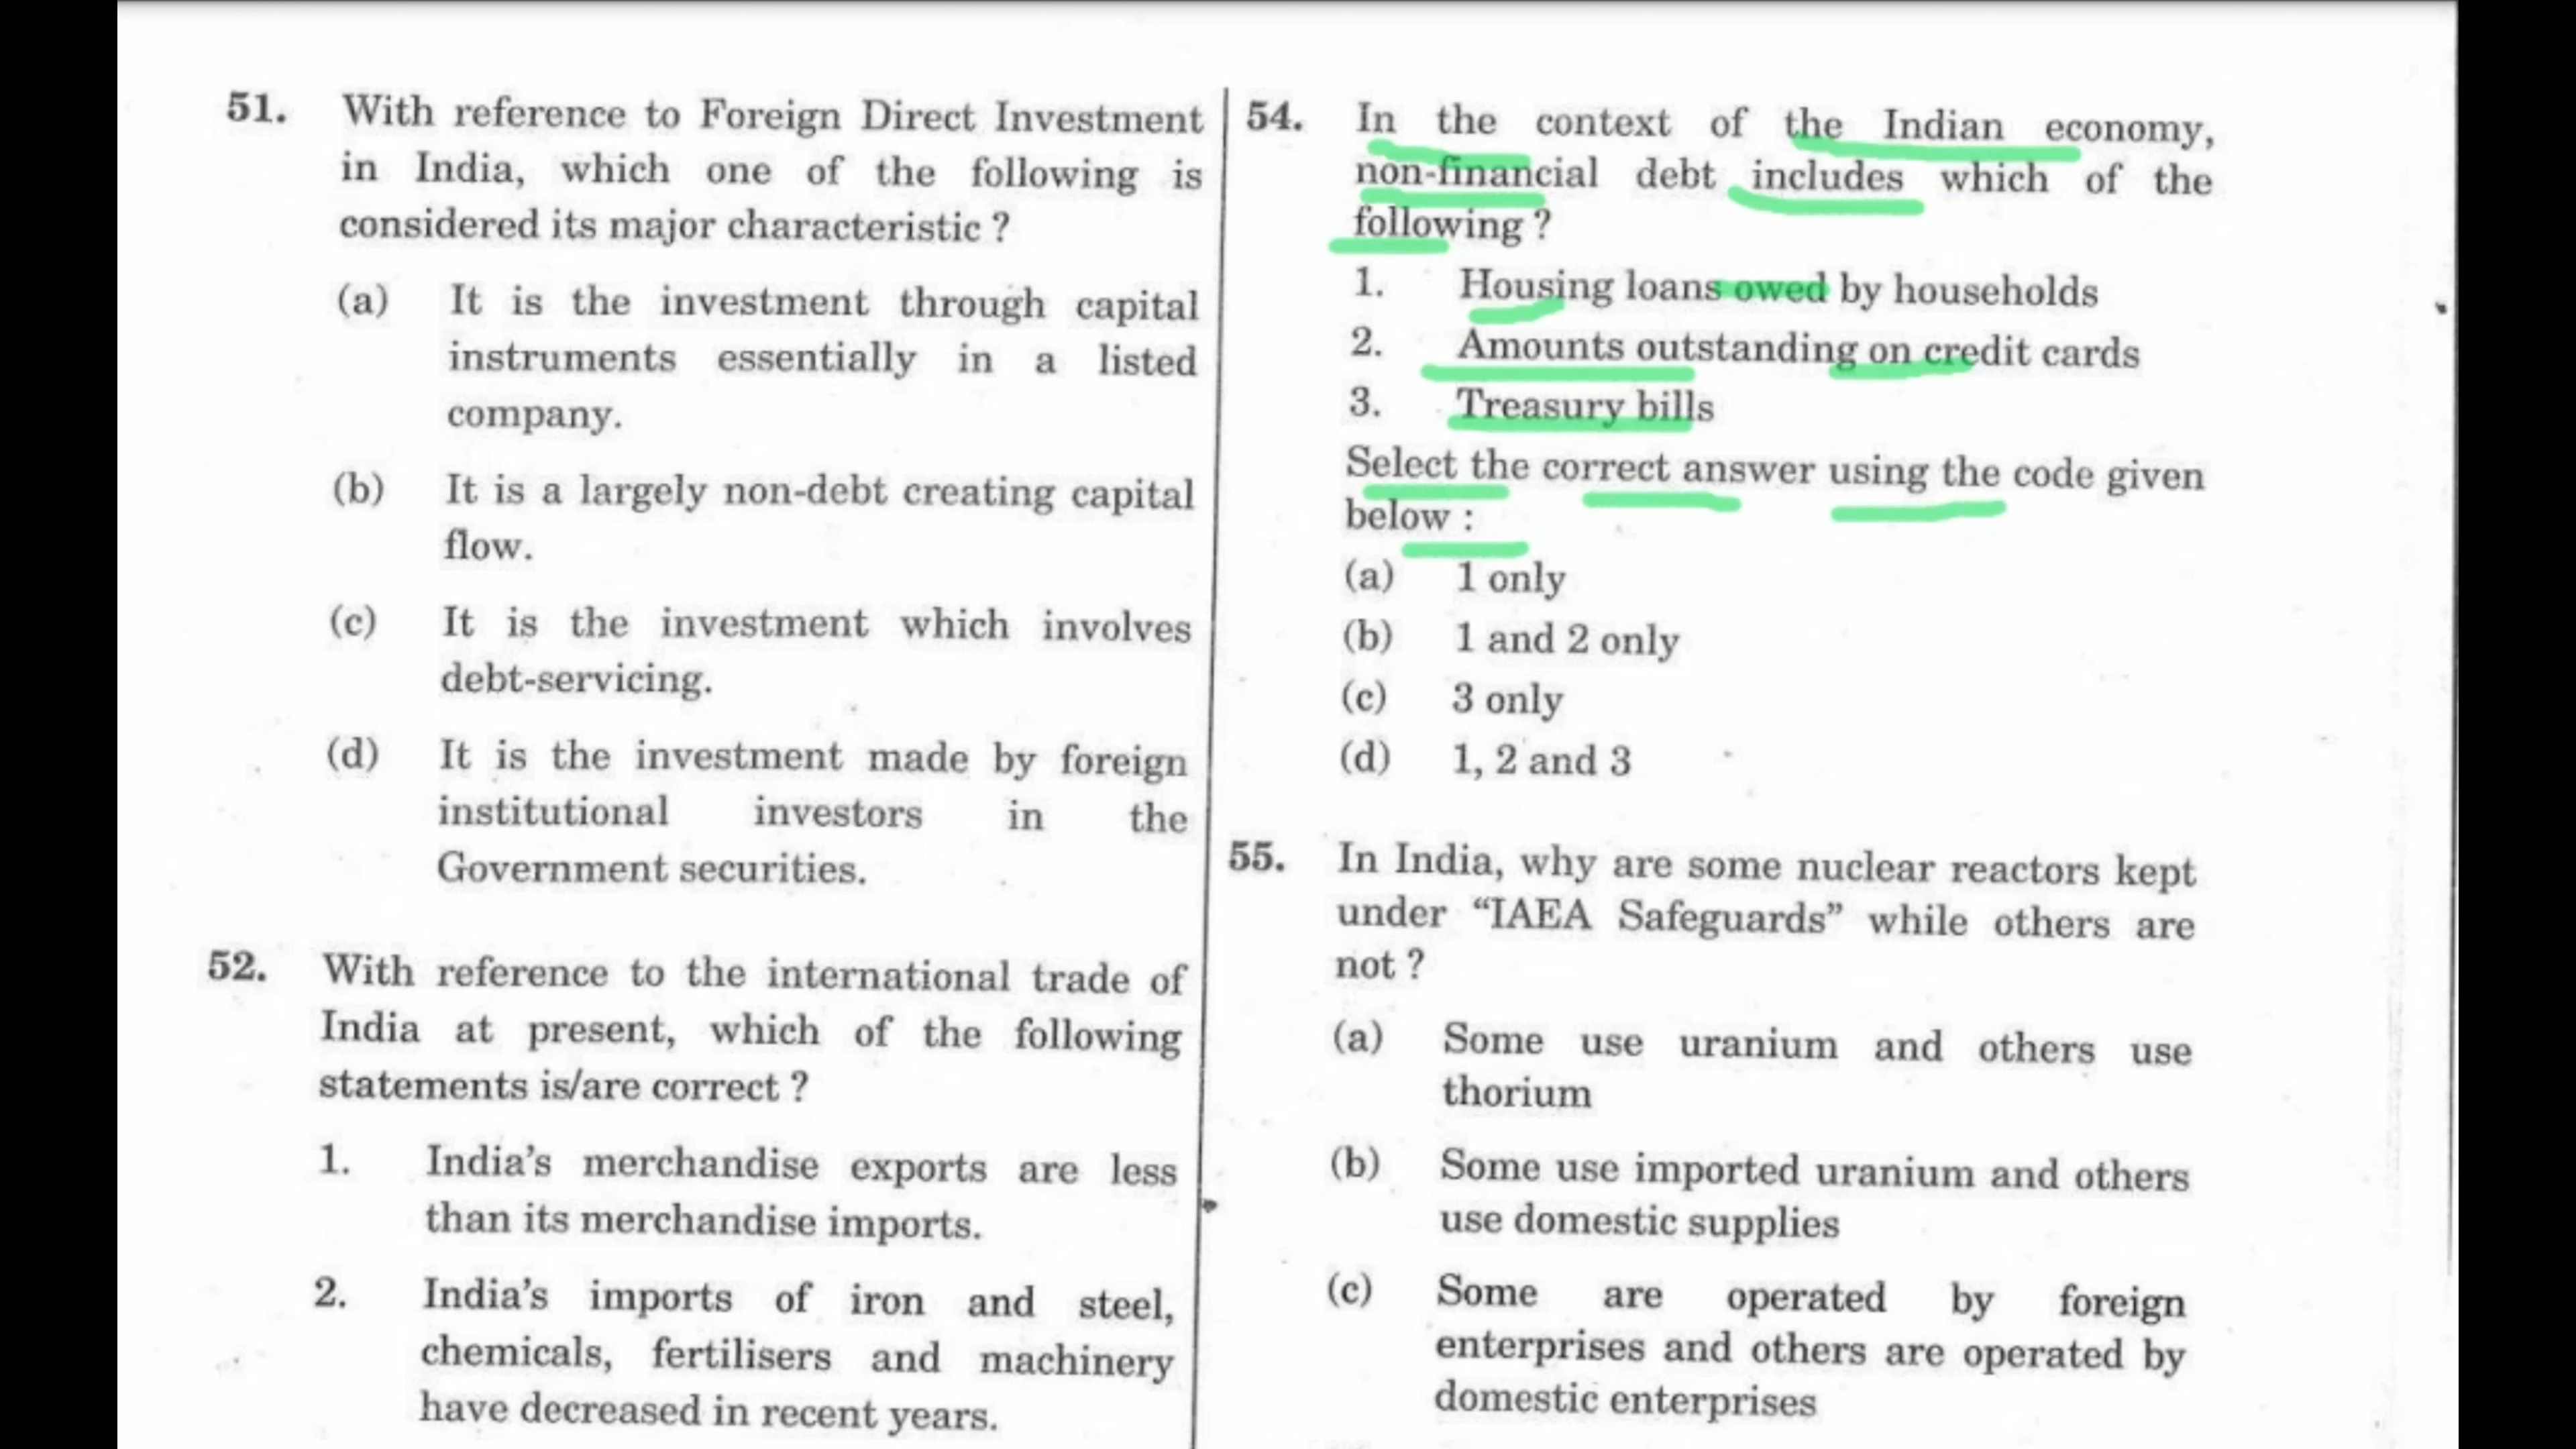 51. With reference to Foreign Direct Investment
in India, which one of the following is
considered its major characteristic ?
(a) It is the investment through capital
instruments essentially in a listed
company.
(b) It is a largely non-debt creating capital
flow.
(c) It is the investment which involves
debt-servicing.
(d) It is the investment made by foreign
institutional investors in the
Government securities.
52. With reference to the international trade of
India at present, which of the following
statements is/are correct ?
1. India's merchandise exports are less
than its merchandise imports.
2. India's imports of iron and steel,
chemicals, fertilisers and machinery
have decreased in recent years.
54. In the context of the Indian economy,
non-financial debt includes which of the
following ?
1. Housing loans owed by households
2. Amounts outstanding on credit cards
3. Treasury bills
Select the correct answer using the code given
below :
(a) 1 only
(b) 1 and 2 only
(c) 3 only
(d) 1, 2 and 3
55. In India, why are some nuclear reactors kept
under “IAEA Safeguards” while others are
not ?
(a) Some use uranium and others use
thorium
(b) Some use imported uranium and others
use domestic supplies
(c) Some are operated by foreign
enterprises and others are operated by
domestic enterprises